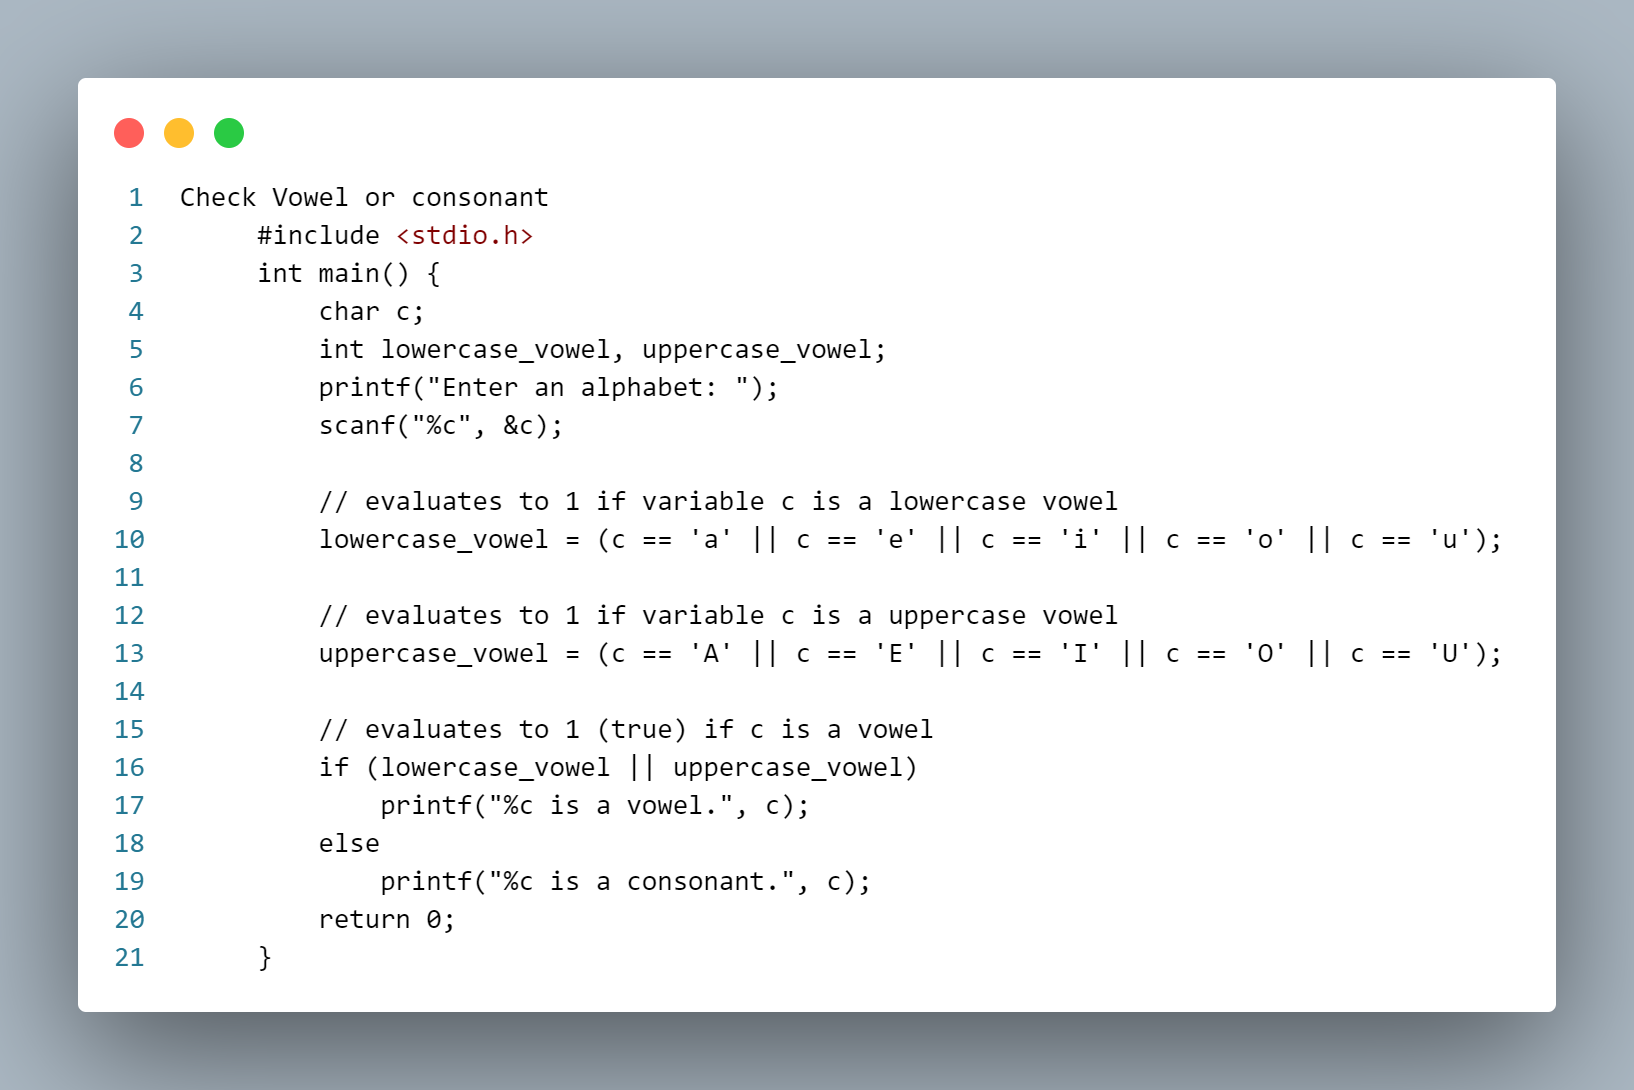 1 Check Vowel or consonant
2 #include <stdio.h>
3 int main() {
4 char c;
5 int lowercase_vowel, uppercase_vowel;
6 printf("Enter an alphabet: ");
7 scanf("%c", &c);
8
9 // evaluates to 1 if variable c is a lowercase vowel
10 lowercase_vowel = (c == 'a' || c == 'e' || c == 'i' || c == 'o' || c == 'u');
11
12 // evaluates to 1 if variable c is a uppercase vowel
13 uppercase_vowel = (c == 'A' || c == 'E' || c == 'I' || c == 'O' || c == 'U');
14
15 // evaluates to 1 (true) if c is a vowel
16 if (lowercase_vowel || uppercase_vowel)
17 printf("%c is a vowel.", c);
18 else
19 printf("%c is a consonant.", c);
20 return 0;
21 }